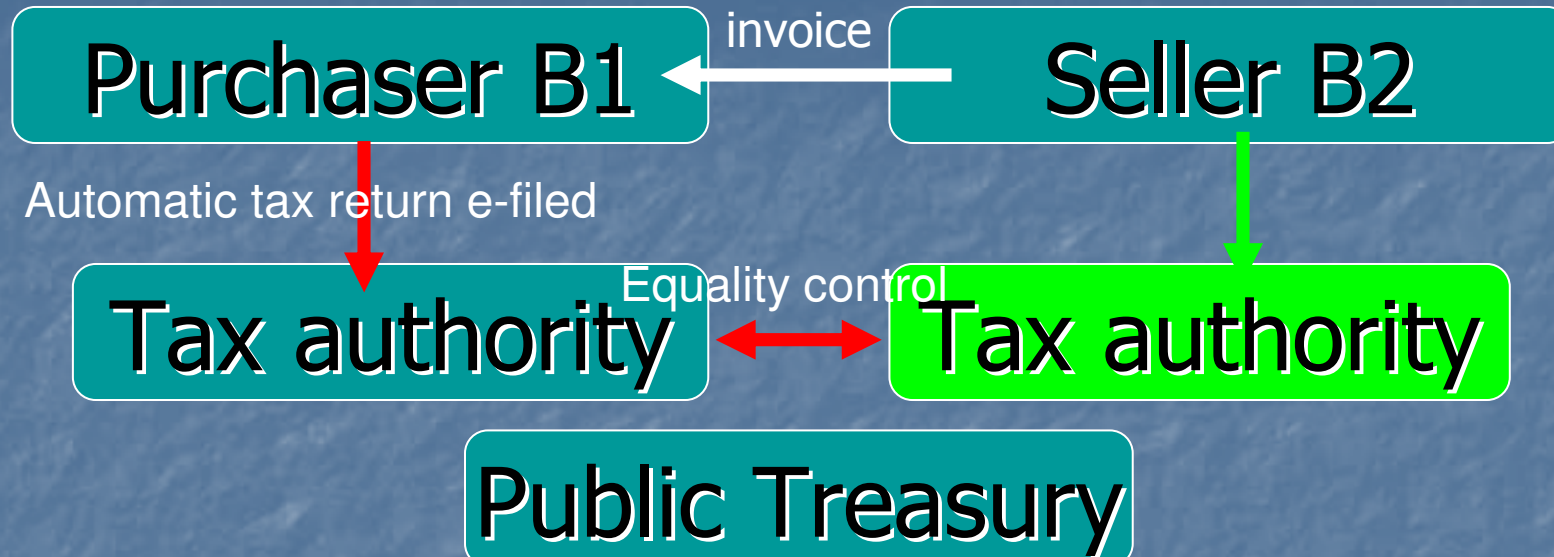 invoice
Purchaser B1
Seller B2
Automatic tax return e-filed
Equality control
Tax authority
Tax authority
Public Treasury